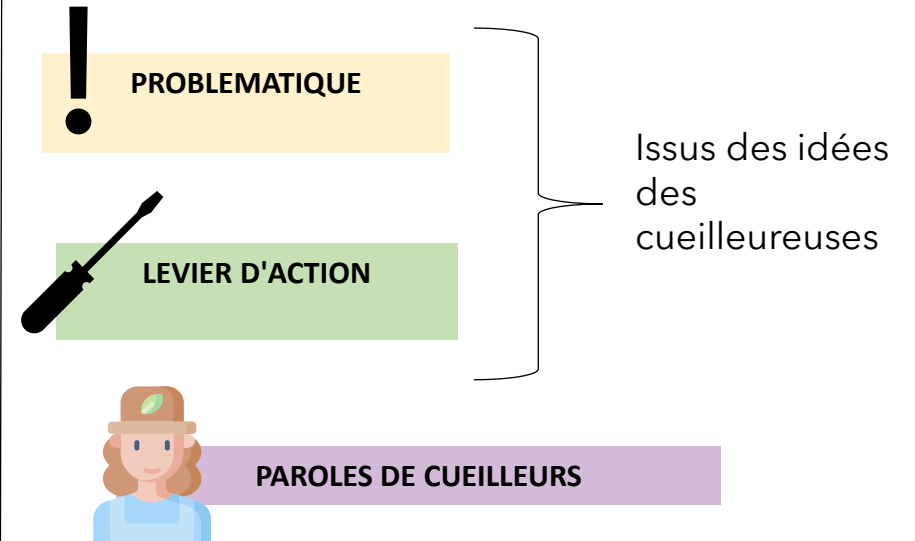 PROBLEMATIQUE
LEVIER D'ACTION
Issus des idées
des
cueilleureuses
PAROLES DE CUEILLEURS